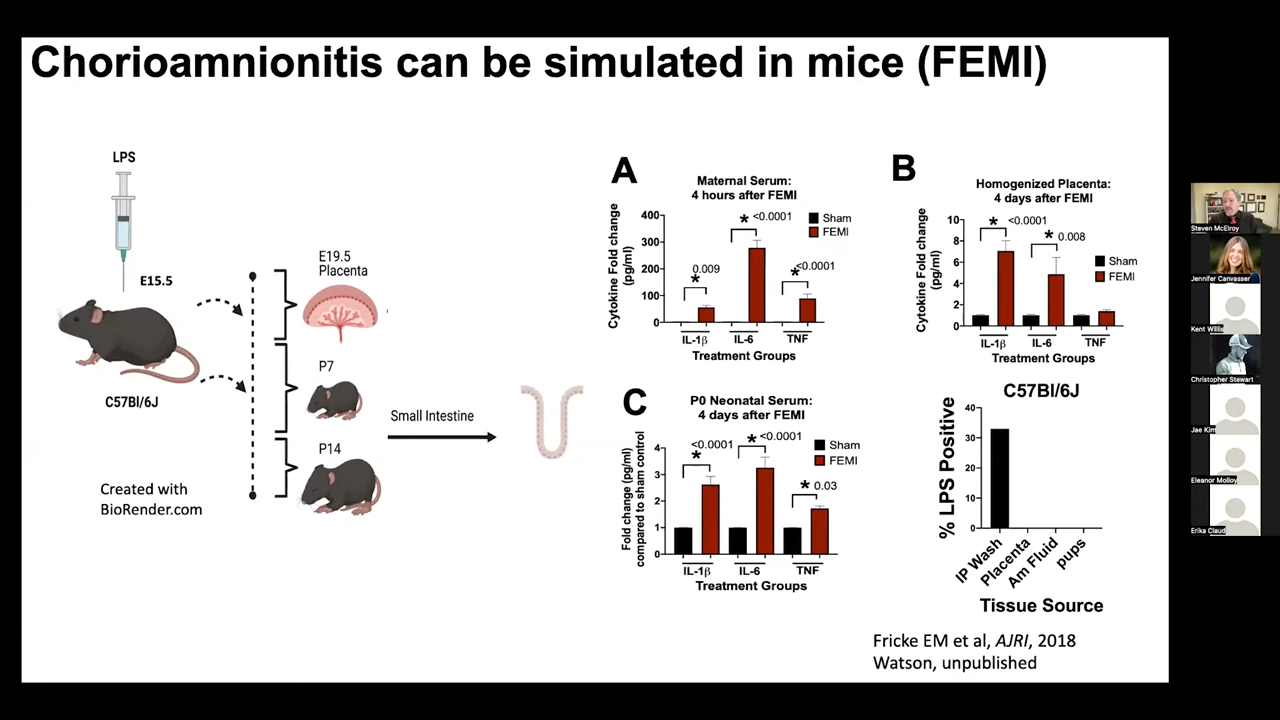 Chorioamnionitis can be simulated in mice (FEMI)
LPS
E15.5
C57Bl/6J
Created with
BioRender.com
E19.5
Placenta
P7
P14
Small Intestine
A
Maternal Serum:
4 hours after FEMI
Cytokine Fold change
(pg/ml)
400
300
200
100
0
0.009
*
* <0.0001
<0.0001
*
Sham
FEMI
IL-1β
IL-6
TNF
Treatment Groups
B
Homogenized Placenta:
4 days after FEMI
Cytokine Fold change
(pg/ml)
10
8
6
4
2
0
* <0.0001
* 0.008
Sham
FEMI
IL-1β
IL-6
TNF
Treatment Groups
C
P0 Neonatal Serum:
4 days after FEMI
Fold change (pg/ml)
compared to sham control
4
3
2
1
0
<0.0001
*
* <0.0001
* 0.03
Sham
FEMI
IL-1β
IL-6
TNF
Treatment Groups
C57Bl/6J
% LPS Positive
40
30
20
10
0
IP Wash
Placenta
Am Fluid
pups
Tissue Source
Fricke EM et al, AJRI, 2018
Watson, unpublished
Steven McElroy
Jennifer Canvasser
Kent Willis
Christopher Stewart
Jae Kim
Eleanor Molloy
Erika Claud